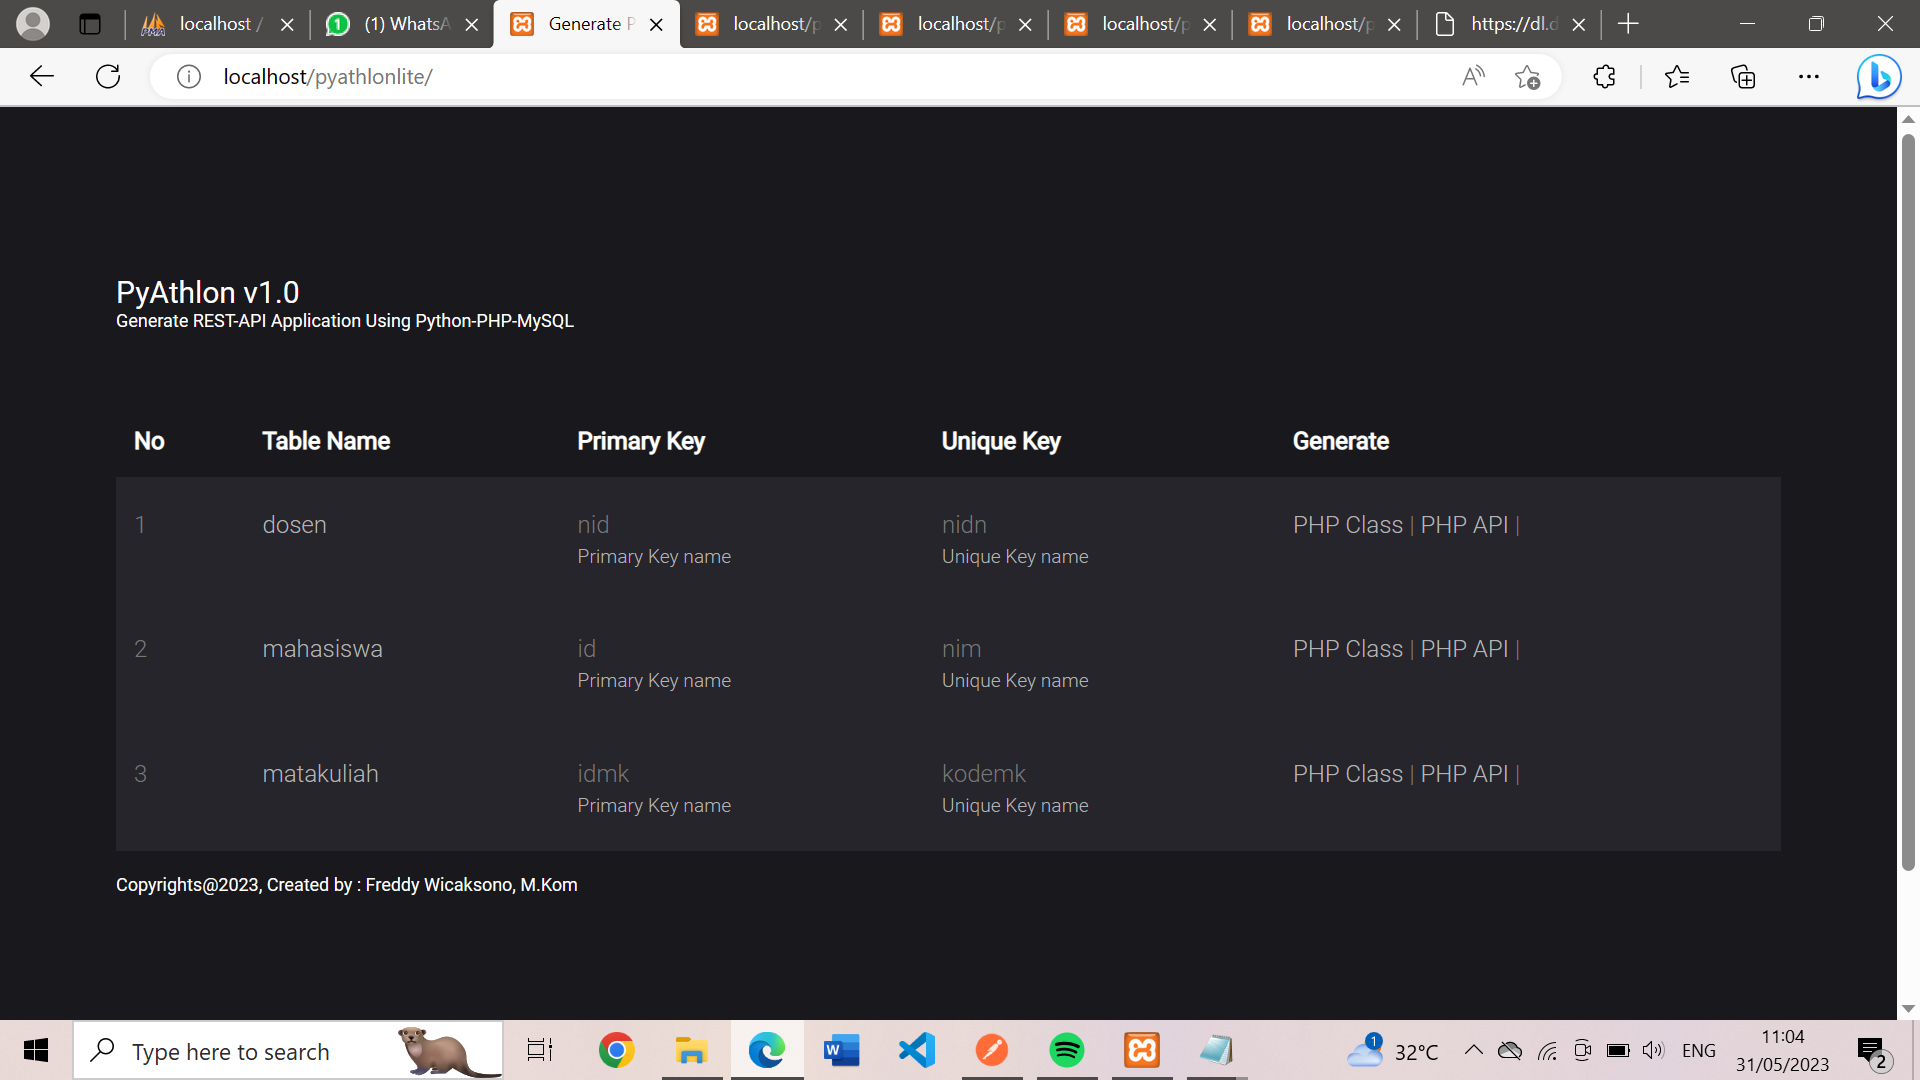 localhost /
(1) WhatsA
Generate P
localhost/p
localhost/p
localhost/p
localhost/p
https://dl.d
localhost/pyathlonlite/
PyAthlon v1.0
Generate REST-API Application Using Python-PHP-MySQL
No Table Name Primary Key Unique Key Generate
1 dosen nid nidn PHP Class | PHP API |
Primary Key name Unique Key name
2 mahasiswa id nim PHP Class | PHP API |
Primary Key name Unique Key name
3 matakuliah idmk kodemk PHP Class | PHP API |
Primary Key name Unique Key name
Copyrights@2023, Created by : Freddy Wicaksono, M.Kom
Type here to search
1
32°C
ENG
11:04
31/05/2023
2